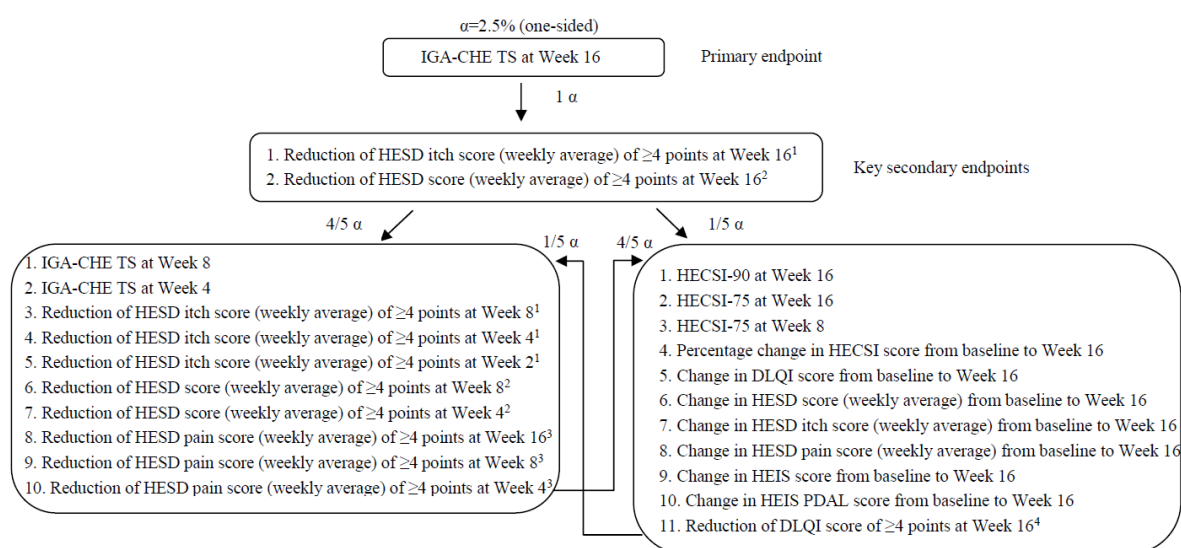 α=2.5% (one-sided)
IGA-CHE TS at Week 16
Primary endpoint
1 α
1. Reduction of HESD itch score (weekly average) of ≥4 points at Week 16¹
2. Reduction of HESD score (weekly average) of ≥4 points at Week 16²
Key secondary endpoints
4/5 α
1/5 α
4/5 α
1/5 α
1. IGA-CHE TS at Week 8
2. IGA-CHE TS at Week 4
3. Reduction of HESD itch score (weekly average) of ≥4 points at Week 8¹
4. Reduction of HESD itch score (weekly average) of ≥4 points at Week 4¹
5. Reduction of HESD itch score (weekly average) of ≥4 points at Week 2¹
6. Reduction of HESD score (weekly average) of ≥4 points at Week 8²
7. Reduction of HESD score (weekly average) of ≥4 points at Week 4²
8. Reduction of HESD pain score (weekly average) of ≥4 points at Week 16³
9. Reduction of HESD pain score (weekly average) of ≥4 points at Week 8³
10. Reduction of HESD pain score (weekly average) of ≥4 points at Week 4³
1. HECSI-90 at Week 16
2. HECSI-75 at Week 16
3. HECSI-75 at Week 8
4. Percentage change in HECSI score from baseline to Week 16
5. Change in DLQI score from baseline to Week 16
6. Change in HESD score (weekly average) from baseline to Week 16
7. Change in HESD itch score (weekly average) from baseline to Week 16
8. Change in HESD pain score (weekly average) from baseline to Week 16
9. Change in HEIS score from baseline to Week 16
10. Change in HEIS PDAL score from baseline to Week 16
11. Reduction of DLQI score of ≥4 points at Week 16⁴